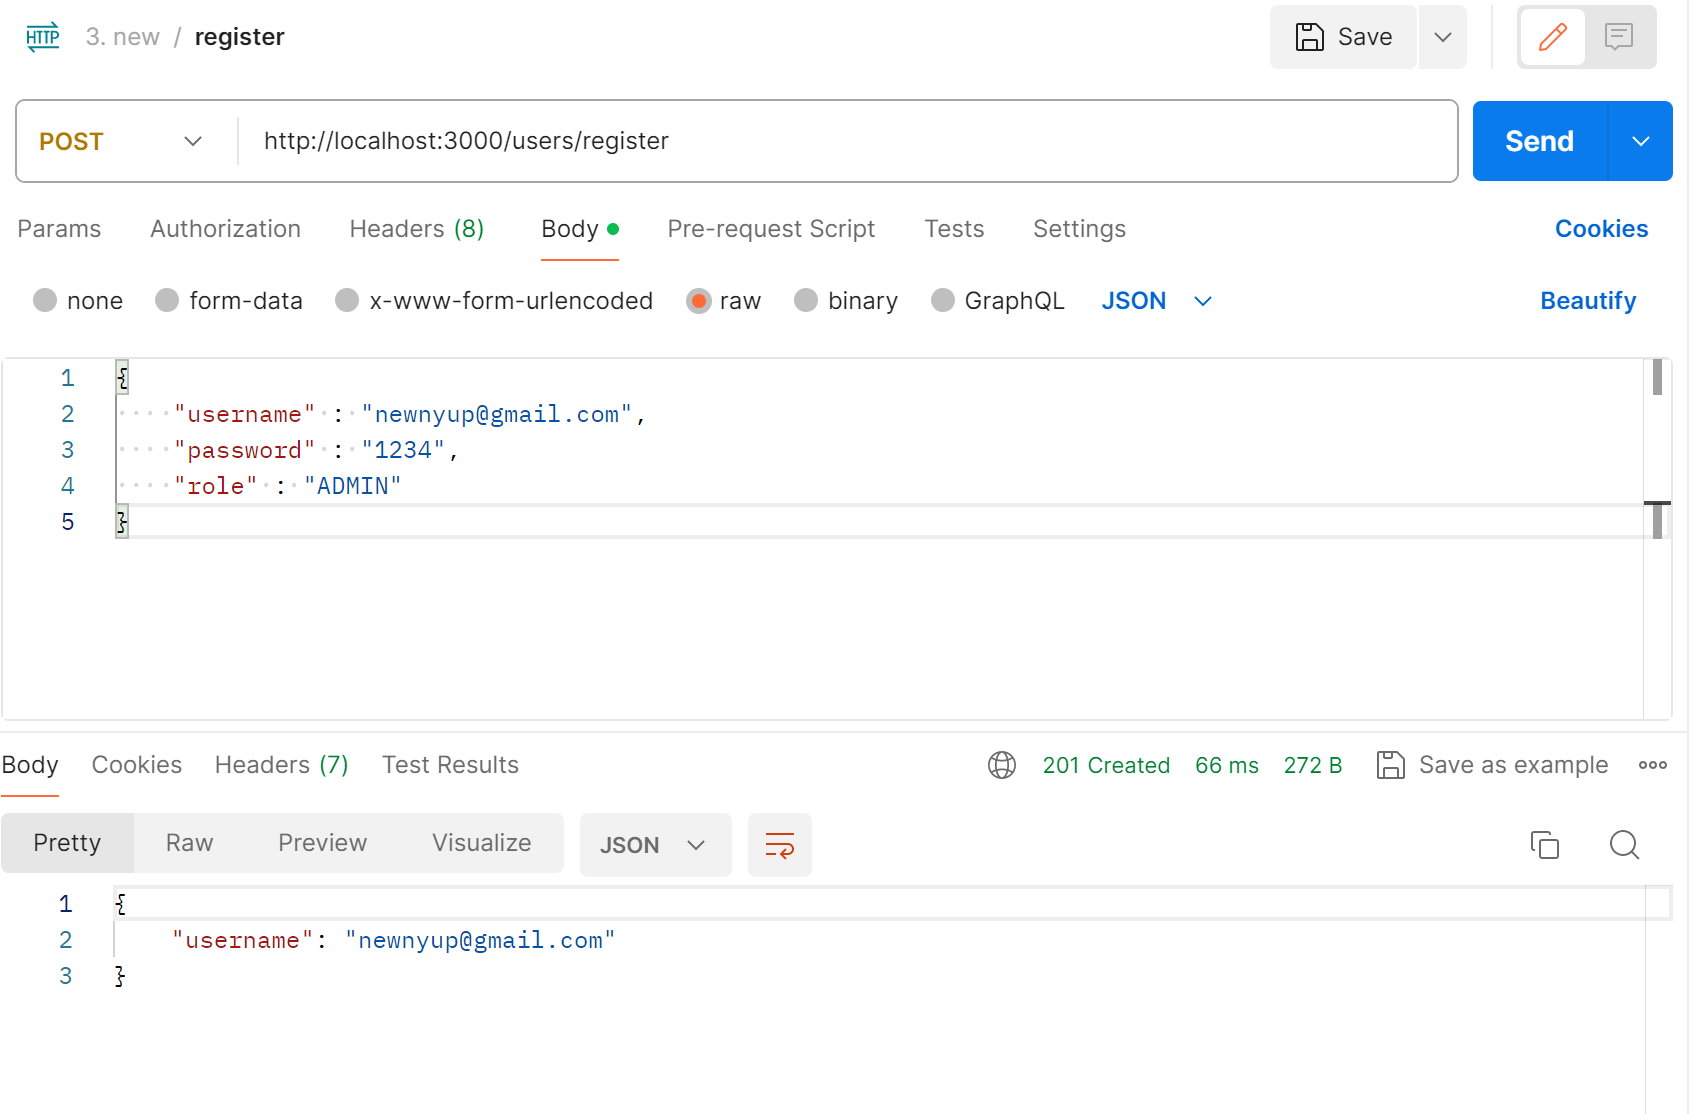 HTTP 3. new / register Save
POST http://localhost:3000/users/register Send
Params Authorization Headers (8) Body Pre-request Script Tests Settings Cookies
none form-data x-www-form-urlencoded raw binary GraphQL JSON Beautify
1 {
2 "username" : "newnyup@gmail.com",
3 "password" : "1234",
4 "role" : "ADMIN"
5 }
Body Cookies Headers (7) Test Results 201 Created 66 ms 272 B Save as example
Pretty Raw Preview Visualize JSON
1 {
2 "username": "newnyup@gmail.com"
3 }